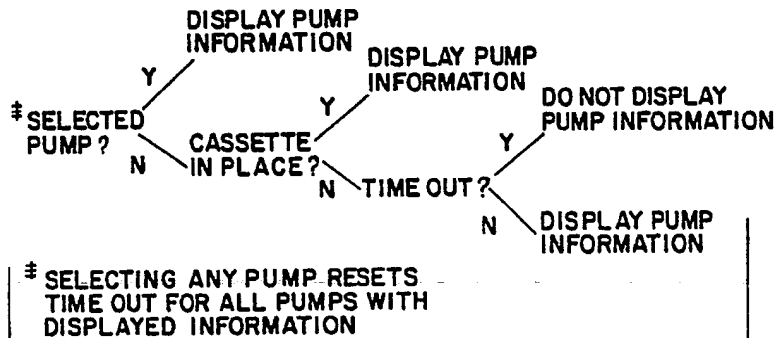 DISPLAY PUMP
INFORMATION
Y
‡ SELECTED
PUMP?
N
DISPLAY PUMP
INFORMATION
Y
CASSETTE
IN PLACE?
N
DO NOT DISPLAY
PUMP INFORMATION
Y
TIME OUT?
N
DISPLAY PUMP
INFORMATION
‡ SELECTING ANY PUMP RESETS
TIME OUT FOR ALL PUMPS WITH
DISPLAYED INFORMATION